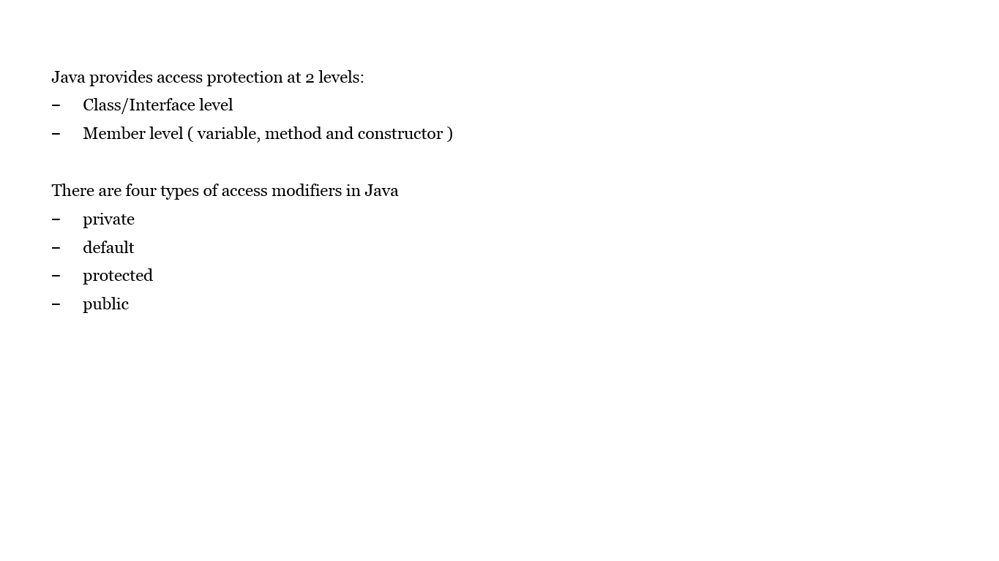 Java provides access protection at 2 levels:
– Class/Interface level
– Member level ( variable, method and constructor )
There are four types of access modifiers in Java
– private
– default
– protected
– public